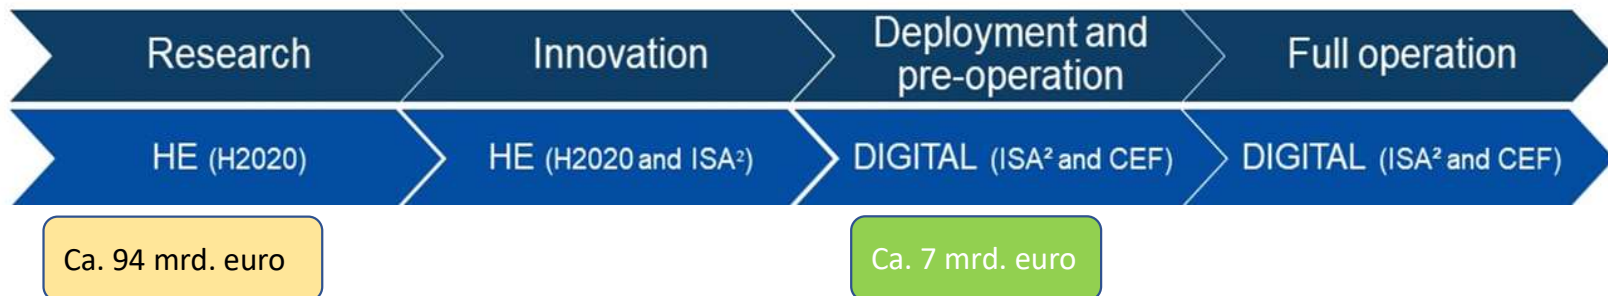 Research
Innovation
Deployment and
pre-operation
Full operation
HE (H2020)
HE (H2020 and ISA²)
DIGITAL (ISA² and CEF)
DIGITAL (ISA² and CEF)
Ca. 94 mrd. euro
Ca. 7 mrd. euro